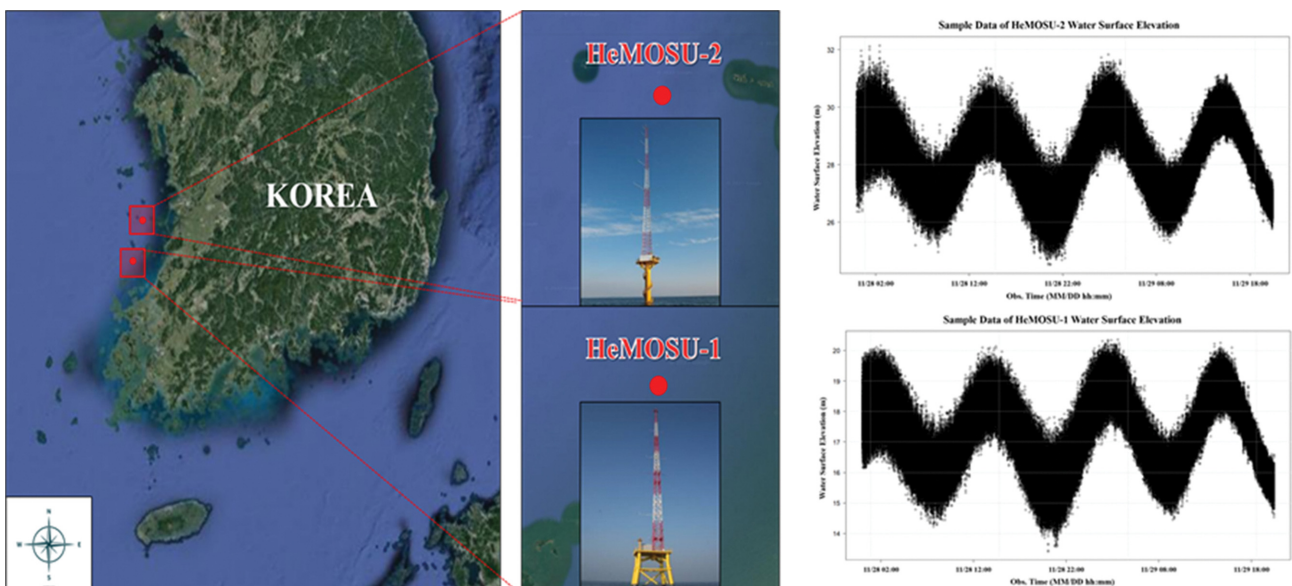 KOREA
N
W
E
S
HeMOSU-2
HeMOSU-1
Sample Data of HeMOSU-2 Water Surface Elevation
Water Surface Elevation (m)
32
30
28
26
11/28 02:00
11/28 12:00
11/28 22:00
11/29 08:00
11/29 18:00
Obs. Time (MM/DD hh:mm)
Sample Data of HeMOSU-1 Water Surface Elevation
Water Surface Elevation (m)
20
19
18
17
16
15
14
11/28 02:00
11/28 12:00
11/28 22:00
11/29 08:00
11/29 18:00
Obs. Time (MM/DD hh:mm)